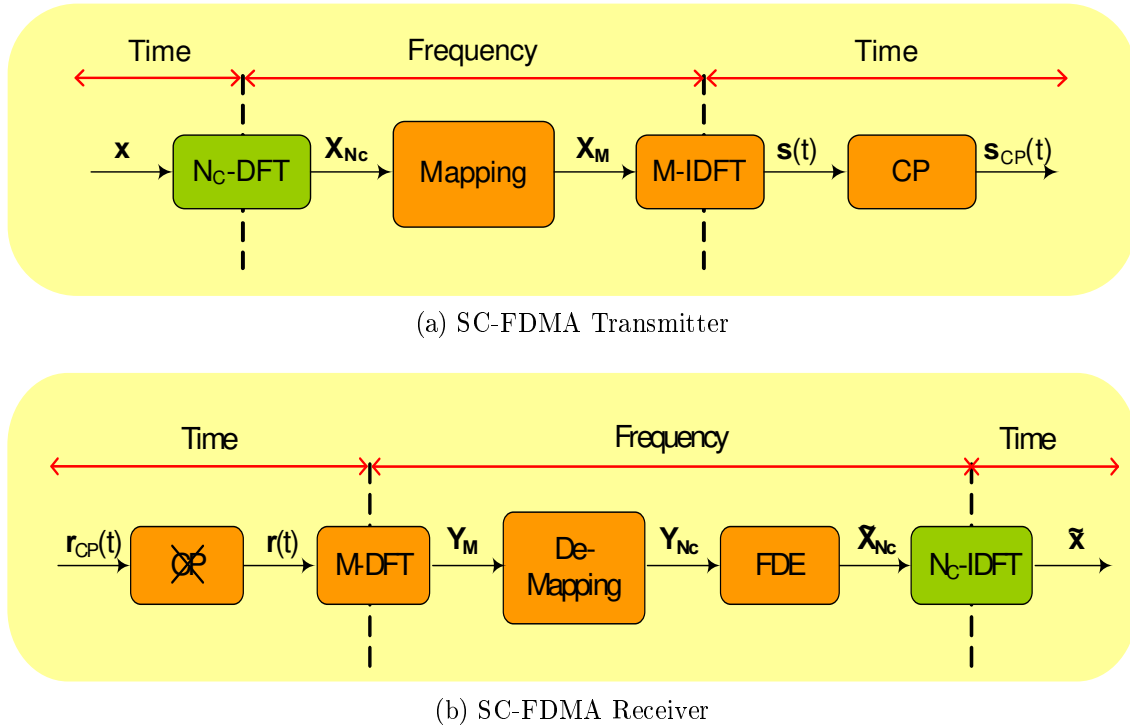 Time Frequency Time
x N_C-DFT X_Nc Mapping X_M M-IDFT s(t) CP s_CP(t)
(a) SC-FDMA Transmitter
Time Frequency Time
r_CP(t) CP r(t) M-DFT Y_M De-Mapping Y_Nc FDE X̃_Nc N_C-IDFT x̃
(b) SC-FDMA Receiver